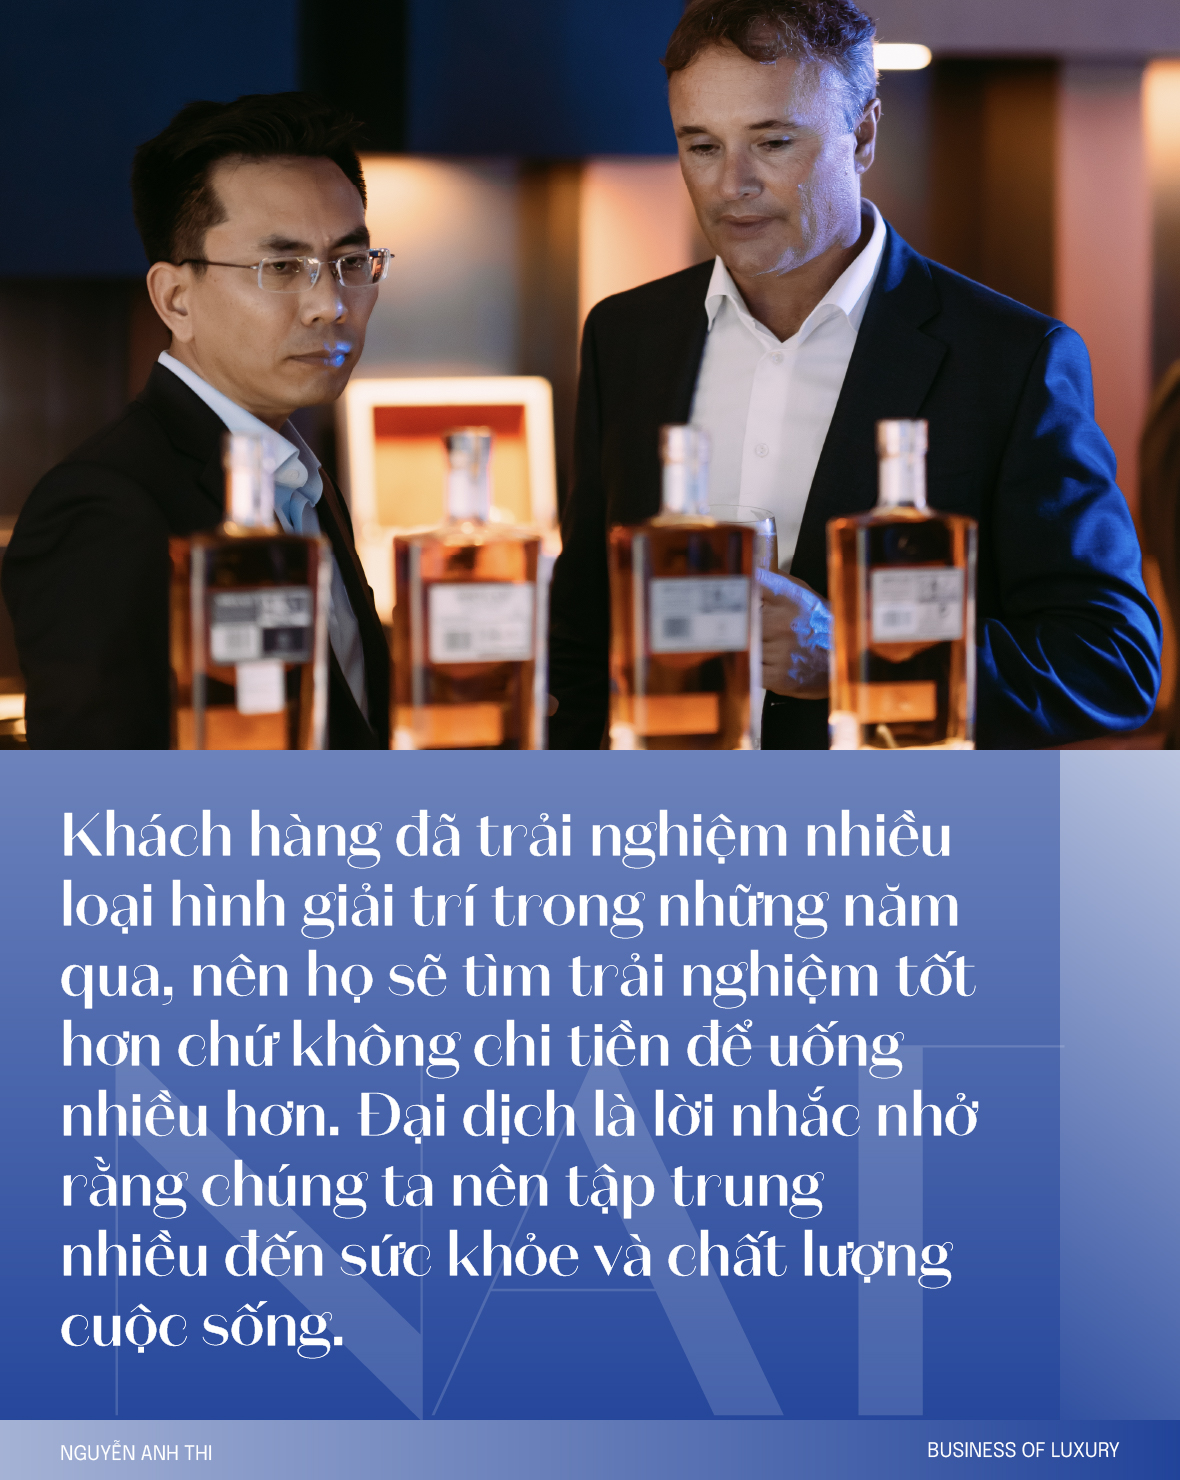 Khách hàng đã trải nghiệm nhiều
loại hình giải trí trong những năm
qua, nên họ sẽ tìm trải nghiệm tốt
hơn chứ không chi tiền để uống
nhiều hơn. Đại dịch là lời nhắc nhở
rằng chúng ta nên tập trung
nhiều đến sức khỏe và chất lượng
cuộc sống.
NAT
NGUYỄN ANH THI
BUSINESS OF LUXURY